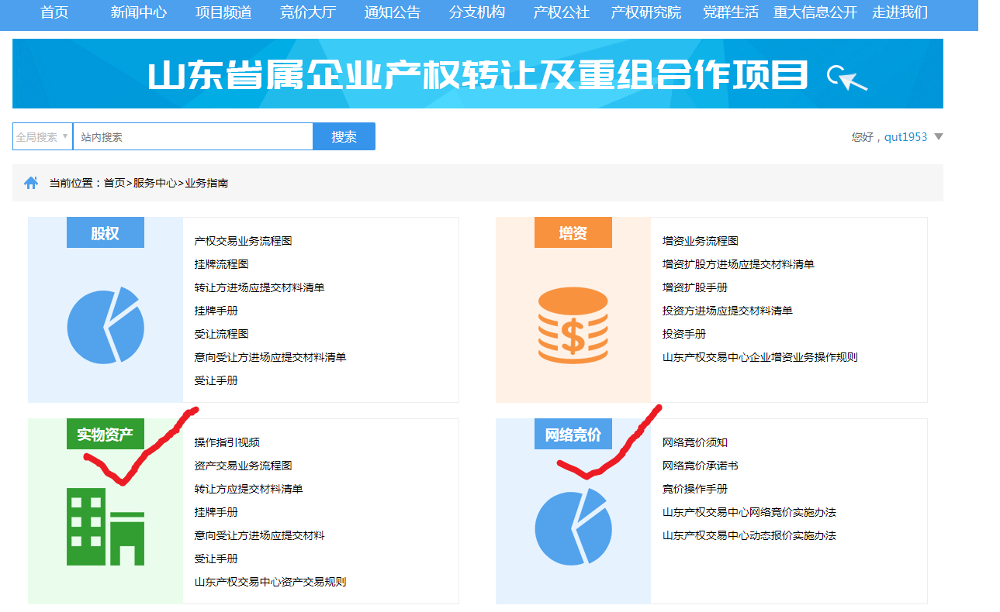 首页 新闻中心 项目频道 竞价大厅 通知公告 分支机构 产权公社 产权研究院 党群生活 重大信息公开 走进我们
山东省属企业产权转让及重组合作项目
全局搜索 站内搜索 搜索 您好，qut1953
当前位置：首页>服务中心>业务指南
股权
产权交易业务流程图
挂牌流程图
转让方进场应提交材料清单
挂牌手册
受让流程图
意向受让方进场应提交材料清单
受让手册
增资
增资业务流程图
增资扩股方进场应提交材料清单
增资扩股手册
投资方进场应提交材料清单
投资手册
山东产权交易中心企业增资业务操作规则
实物资产
操作指引视频
资产交易业务流程图
转让方应提交材料清单
挂牌手册
意向受让方进场应提交材料
受让手册
山东产权交易中心资产交易规则
网络竞价
网络竞价须知
网络竞价承诺书
竞价操作手册
山东产权交易中心网络竞价实施办法
山东产权交易中心动态报价实施办法